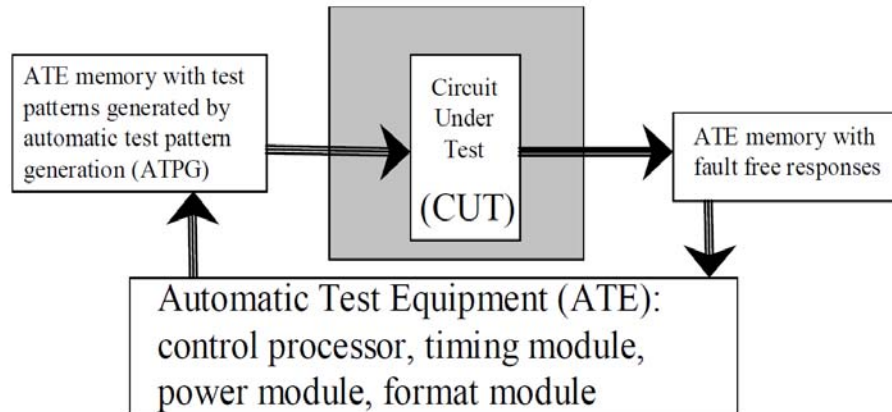 ATE memory with test
patterns generated by
automatic test pattern
generation (ATPG)
Circuit
Under
Test
(CUT)
ATE memory with
fault free responses
Automatic Test Equipment (ATE):
control processor, timing module,
power module, format module